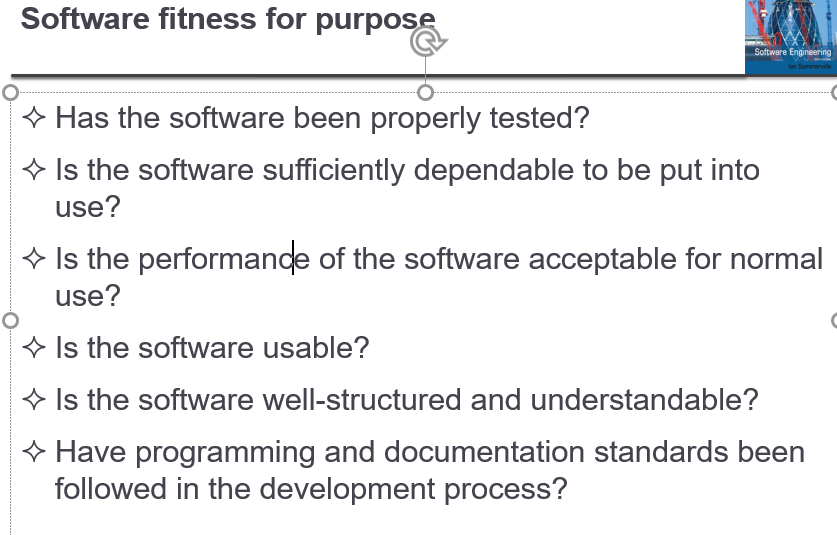 Software fitness for purpose
Software Engineering
Ian Sommerville
✧ Has the software been properly tested?
✧ Is the software sufficiently dependable to be put into
use?
✧ Is the performance of the software acceptable for normal
use?
✧ Is the software usable?
✧ Is the software well-structured and understandable?
✧ Have programming and documentation standards been
followed in the development process?